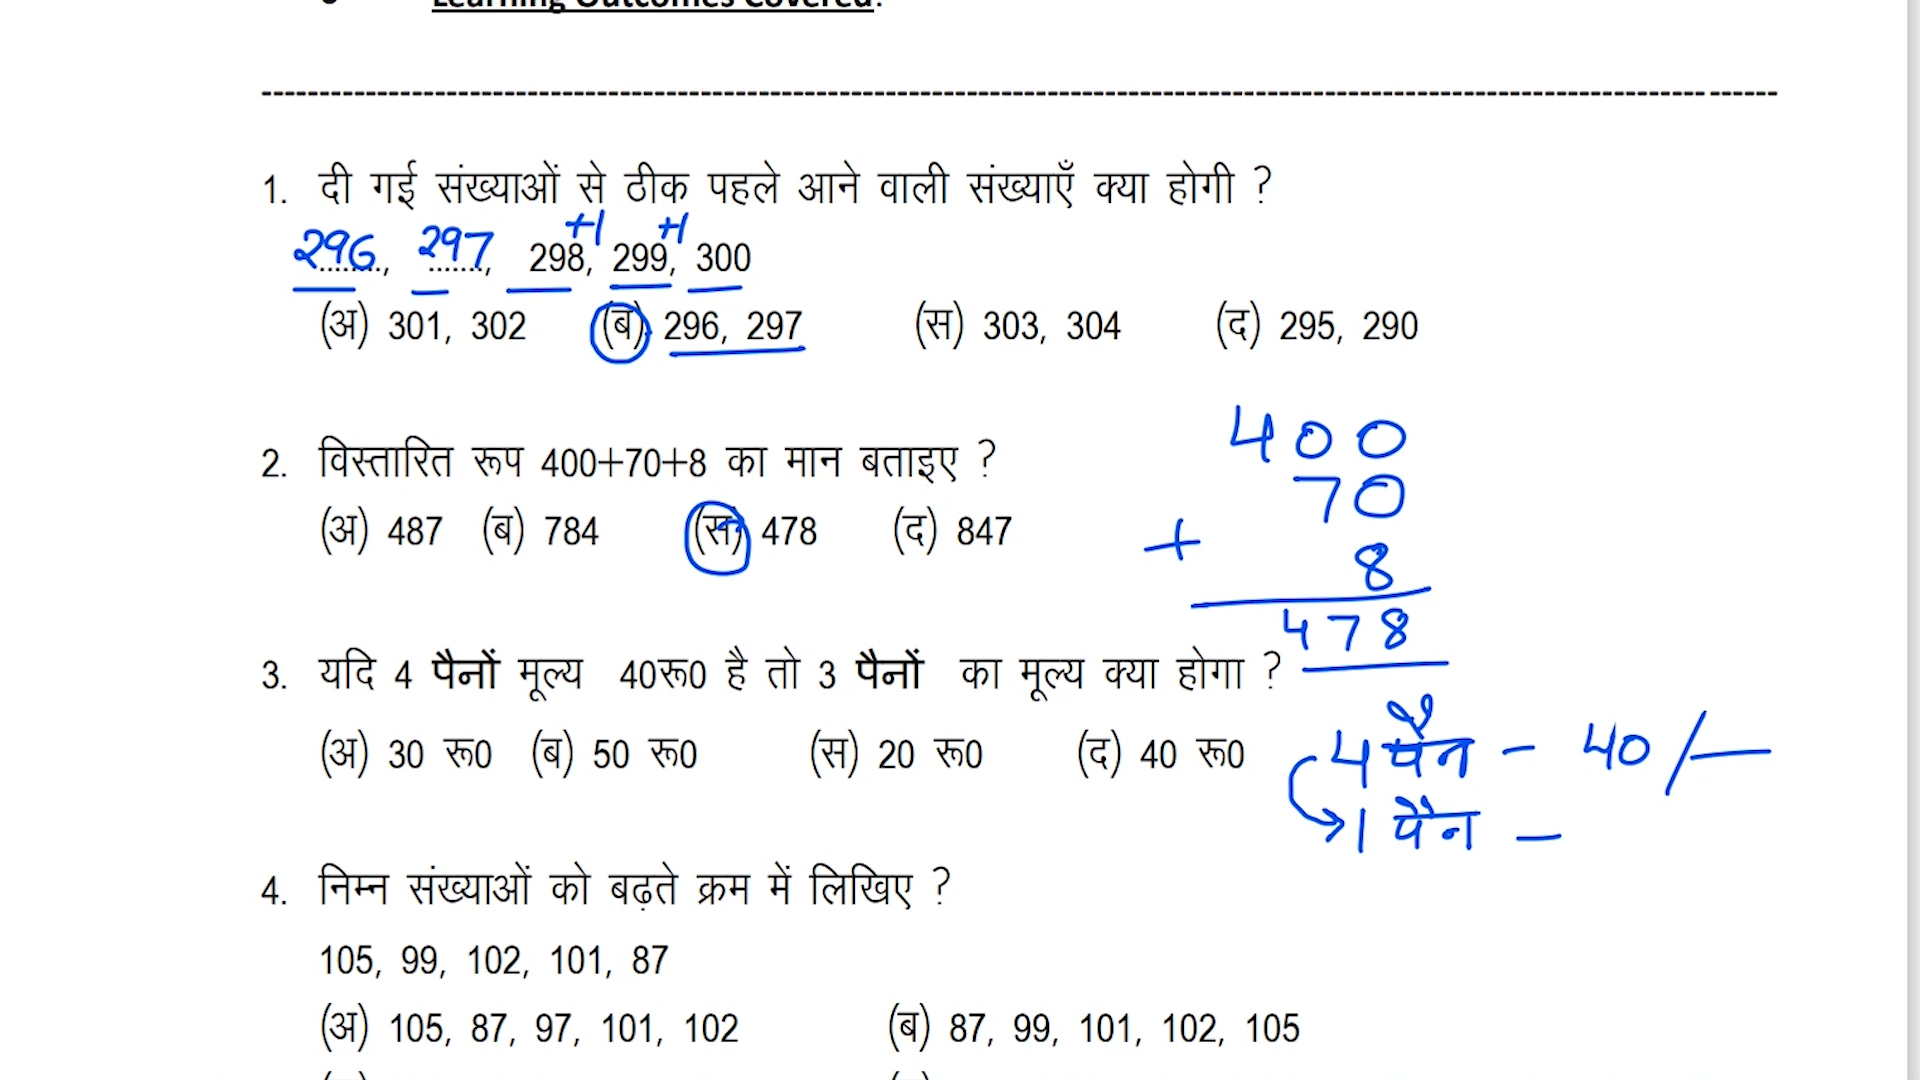 Learning Outcomes Covered:
1. दी गई संख्याओं से ठीक पहले आने वाली संख्याएँ क्या होगी ?
+1 +1
296, 297, 298, 299, 300
(अ) 301, 302 (ब) 296, 297 (स) 303, 304 (द) 295, 290
400
2. विस्तारित रूप 400+70+8 का मान बताइए ?
70
(अ) 487 (ब) 784 (स) 478 (द) 847
+ 8
478
3. यदि 4 पैनों मूल्य 40रू0 है तो 3 पैनों का मूल्य क्या होगा ?
(अ) 30 रू0 (ब) 50 रू0 (स) 20 रू0 (द) 40 रू0
4 पैन - 40/-
1 पैन -
4. निम्न संख्याओं को बढ़ते क्रम में लिखिए ?
105, 99, 102, 101, 87
(अ) 105, 87, 97, 101, 102 (ब) 87, 99, 101, 102, 105